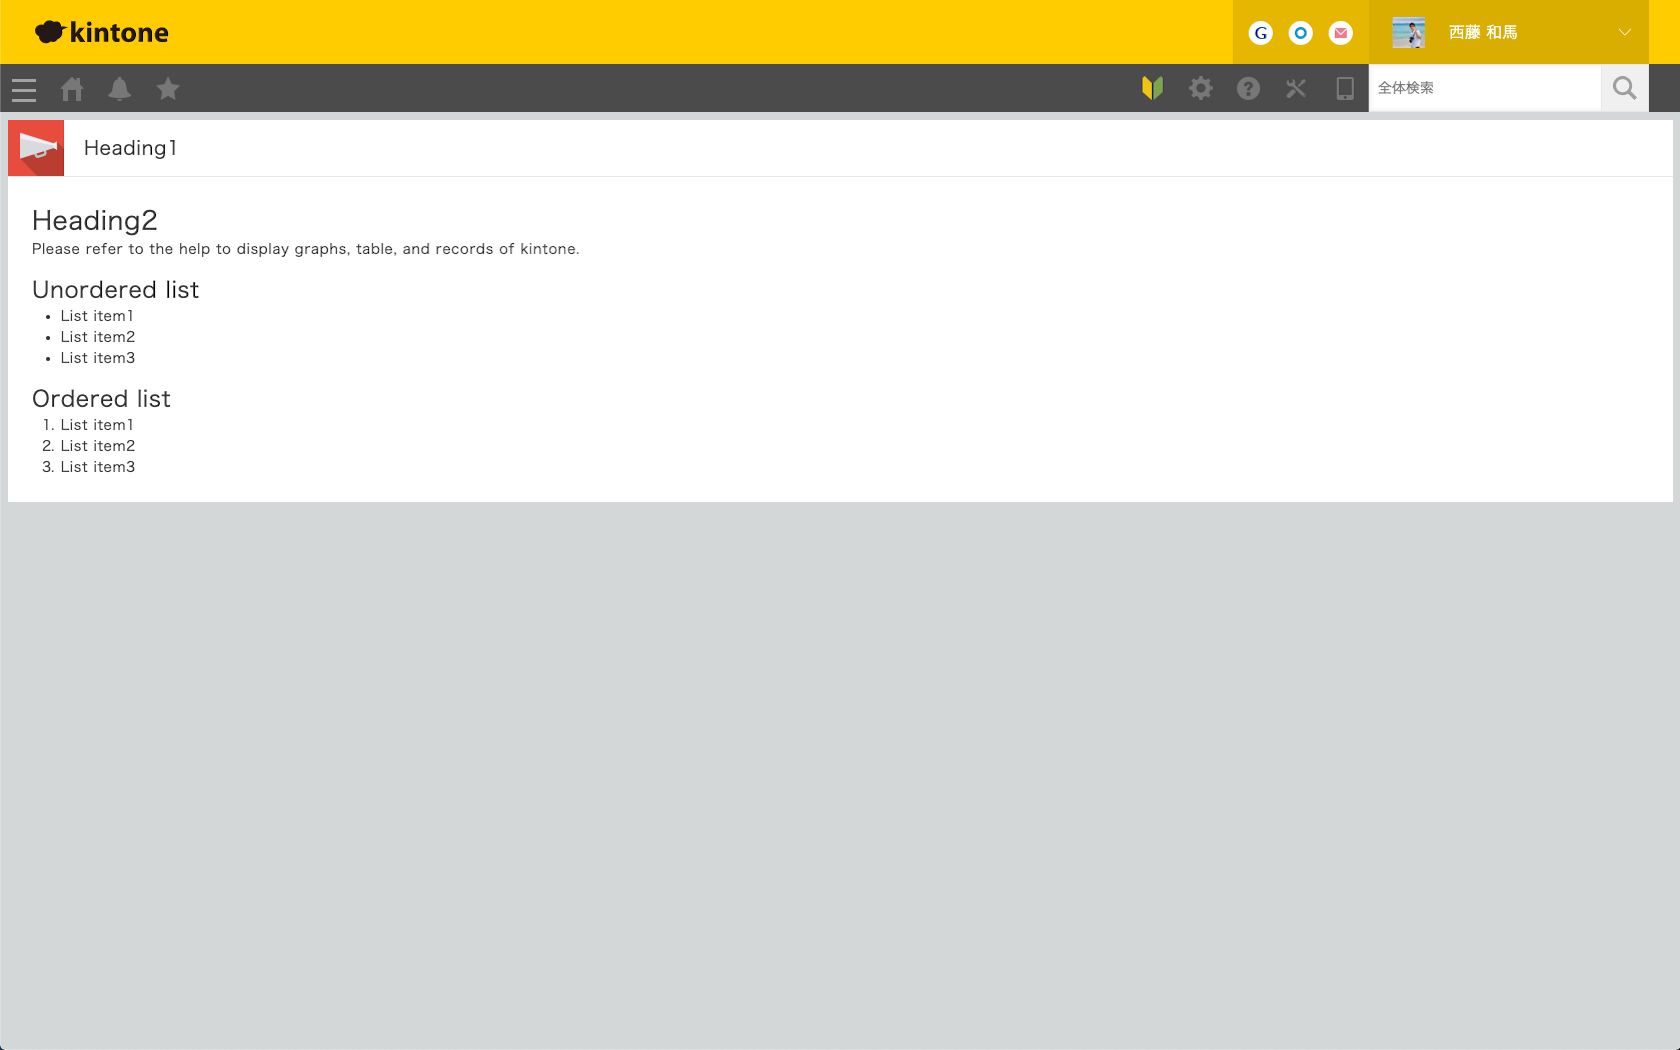 kintone
G
西藤 和馬
全体検索
Heading1
Heading2
Please refer to the help to display graphs, table, and records of kintone.
Unordered list
• List item1
• List item2
• List item3
Ordered list
1. List item1
2. List item2
3. List item3